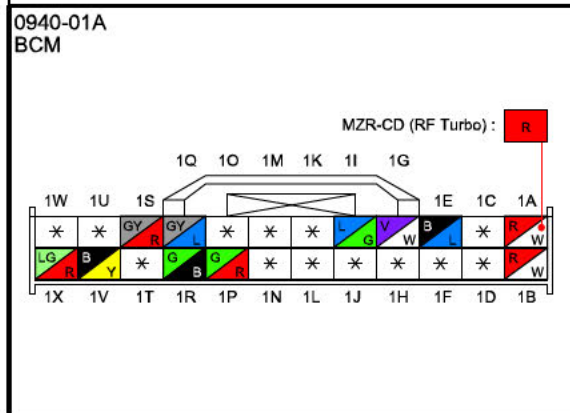 0940-01A
BCM
MZR-CD (RF Turbo) : R
1Q 1O 1M 1K 1I 1G
1W 1U 1S 1E 1C 1A
* * GY R GY L * * * L G V W B L * R W
LG R B Y * G B G R * * * * * * R W
1X 1V 1T 1R 1P 1N 1L 1J 1H 1F 1D 1B